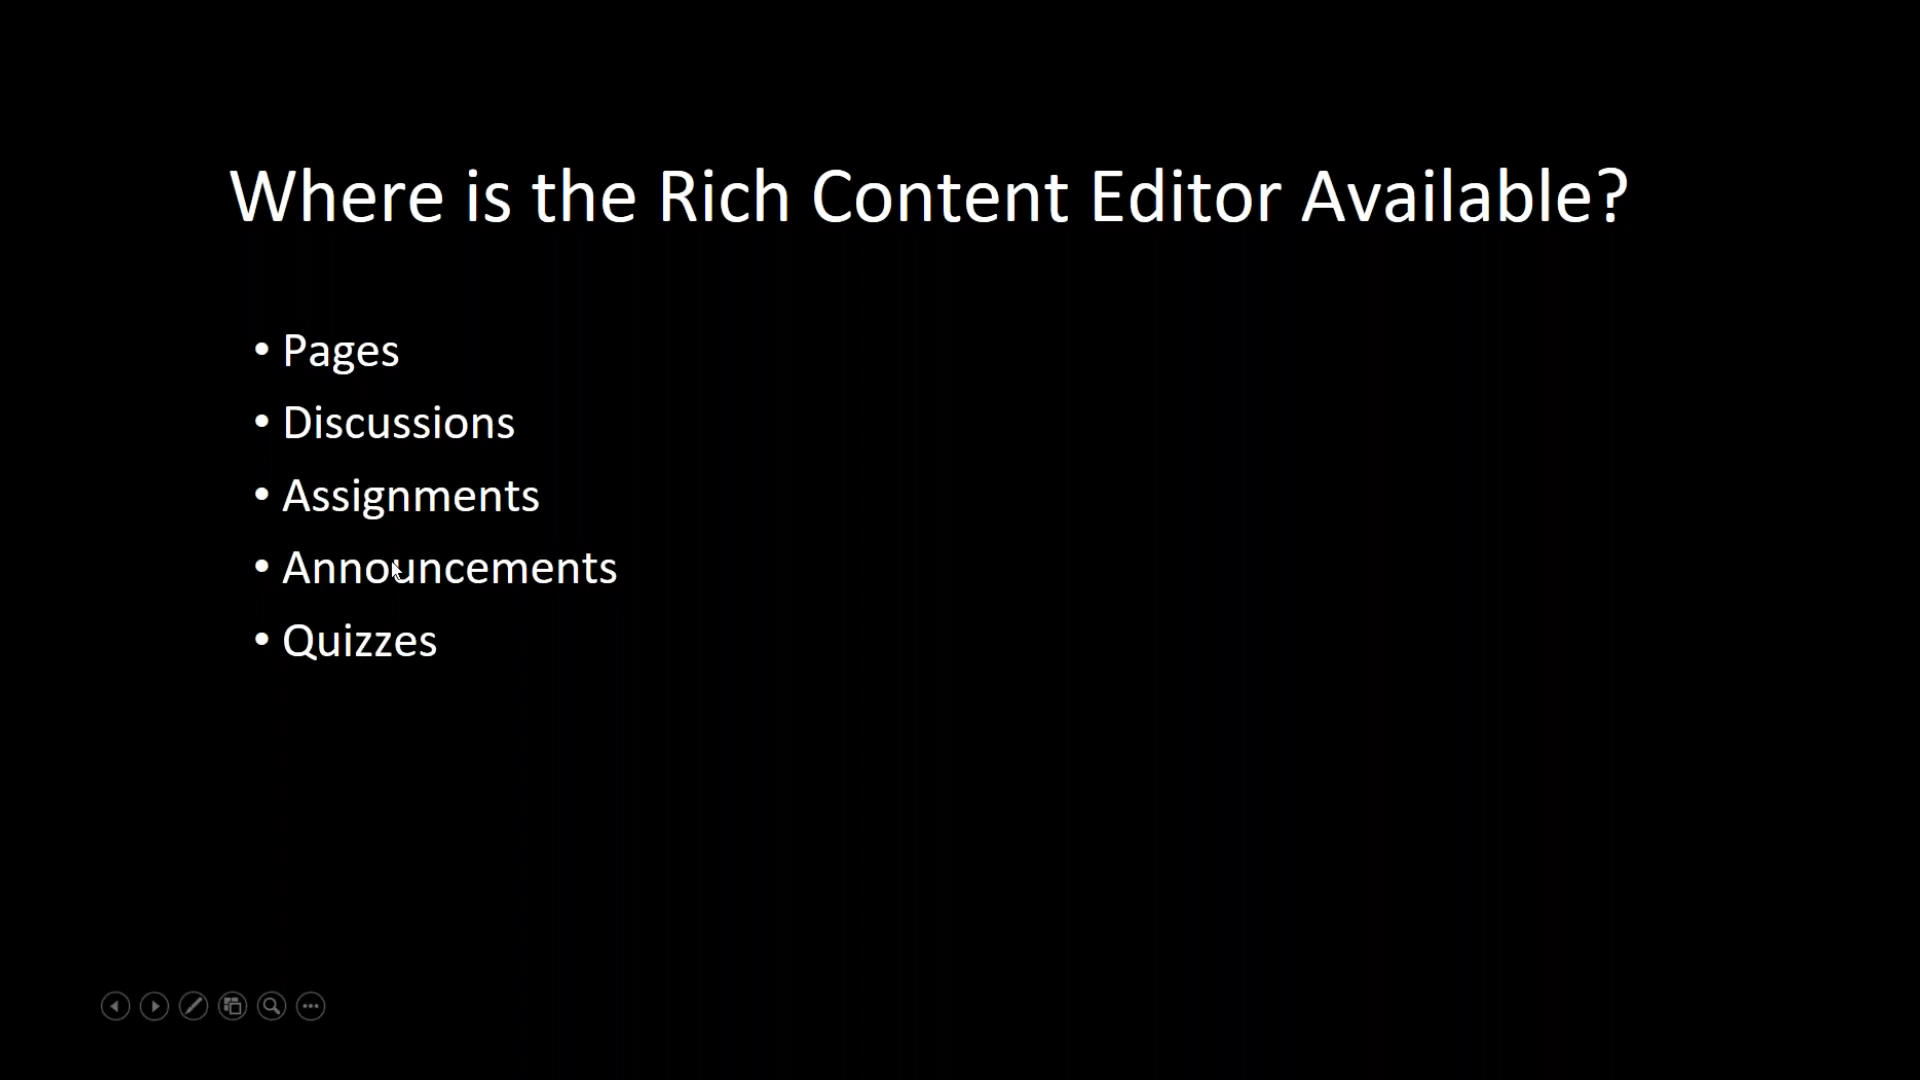 Where is the Rich Content Editor Available?
• Pages
• Discussions
• Assignments
• Announcements
• Quizzes